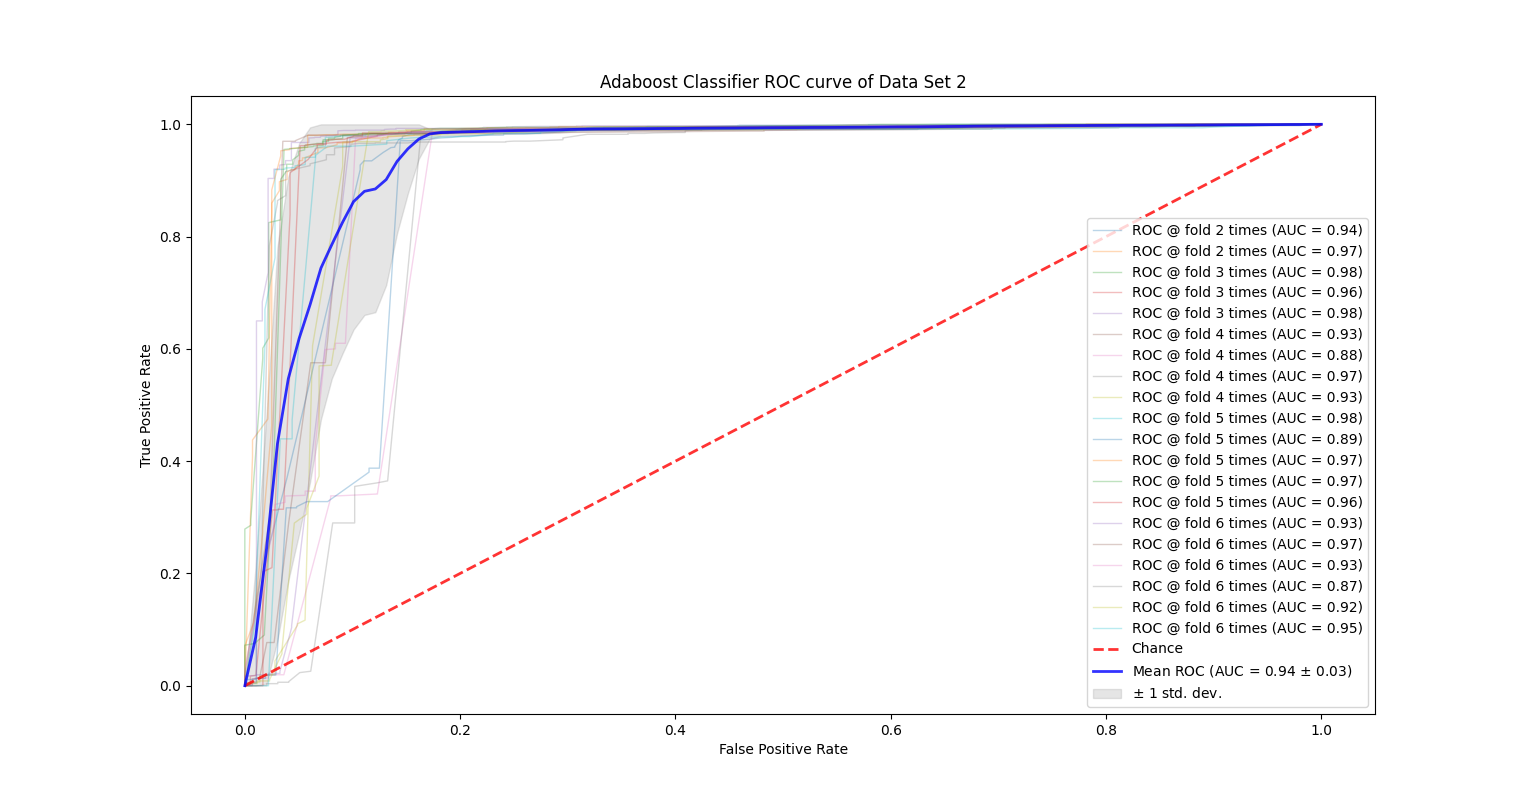 Adaboost Classifier ROC curve of Data Set 2
1.0
0.8
0.6
0.4
0.2
0.0
True Positive Rate
0.0 0.2 0.4 0.6 0.8 1.0
False Positive Rate
ROC @ fold 2 times (AUC = 0.94)
ROC @ fold 2 times (AUC = 0.97)
ROC @ fold 3 times (AUC = 0.98)
ROC @ fold 3 times (AUC = 0.96)
ROC @ fold 3 times (AUC = 0.98)
ROC @ fold 4 times (AUC = 0.93)
ROC @ fold 4 times (AUC = 0.88)
ROC @ fold 4 times (AUC = 0.97)
ROC @ fold 4 times (AUC = 0.93)
ROC @ fold 5 times (AUC = 0.98)
ROC @ fold 5 times (AUC = 0.89)
ROC @ fold 5 times (AUC = 0.97)
ROC @ fold 5 times (AUC = 0.97)
ROC @ fold 5 times (AUC = 0.96)
ROC @ fold 6 times (AUC = 0.93)
ROC @ fold 6 times (AUC = 0.97)
ROC @ fold 6 times (AUC = 0.93)
ROC @ fold 6 times (AUC = 0.87)
ROC @ fold 6 times (AUC = 0.92)
ROC @ fold 6 times (AUC = 0.95)
Chance
Mean ROC (AUC = 0.94 ± 0.03)
± 1 std. dev.